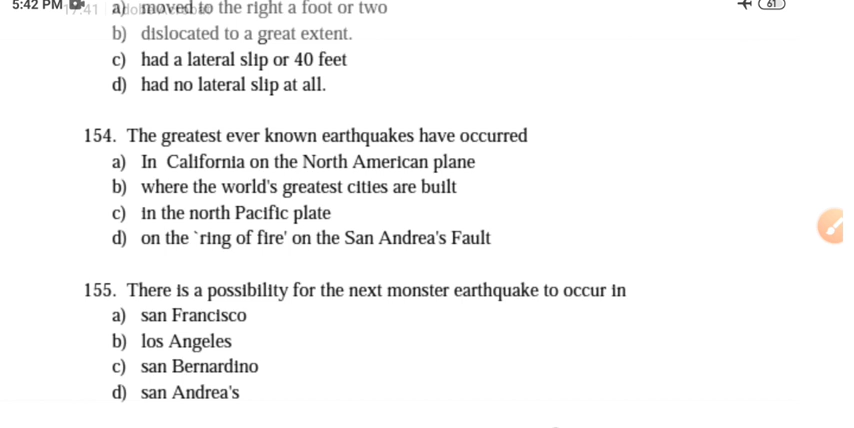 5:42 PM
61
a) moved to the right a foot or two
b) dislocated to a great extent.
c) had a lateral slip or 40 feet
d) had no lateral slip at all.
154. The greatest ever known earthquakes have occurred
a) In California on the North American plane
b) where the world's greatest cities are built
c) in the north Pacific plate
d) on the `ring of fire' on the San Andrea's Fault
155. There is a possibility for the next monster earthquake to occur in
a) san Francisco
b) los Angeles
c) san Bernardino
d) san Andrea's